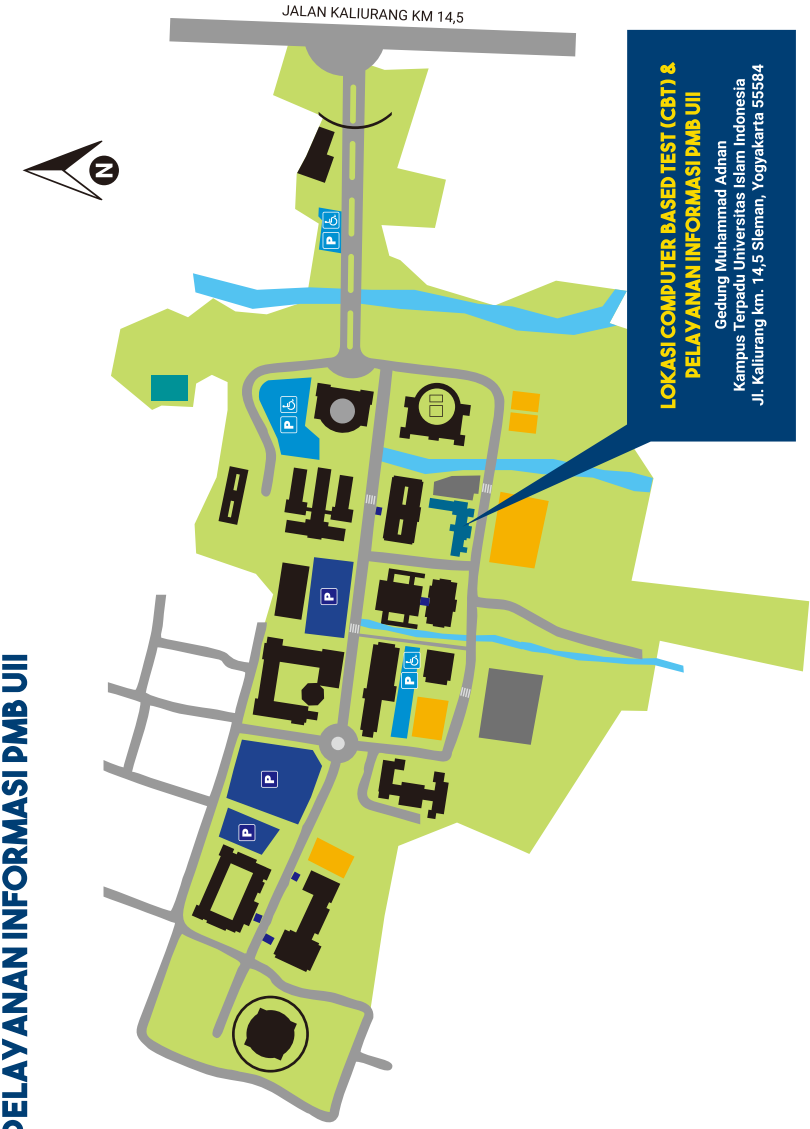 JALAN KALIURANG KM 14,5
N
LOKASI COMPUTER BASED TEST (CBT) &
PELAYANAN INFORMASI PMB UII
Gedung Muhammad Adnan
Kampus Terpadu Universitas Islam Indonesia
Jl. Kaliurang km. 14,5 Sleman, Yogyakarta 55584
P
P
P
P
P
P
PELAYANAN INFORMASI PMB UII